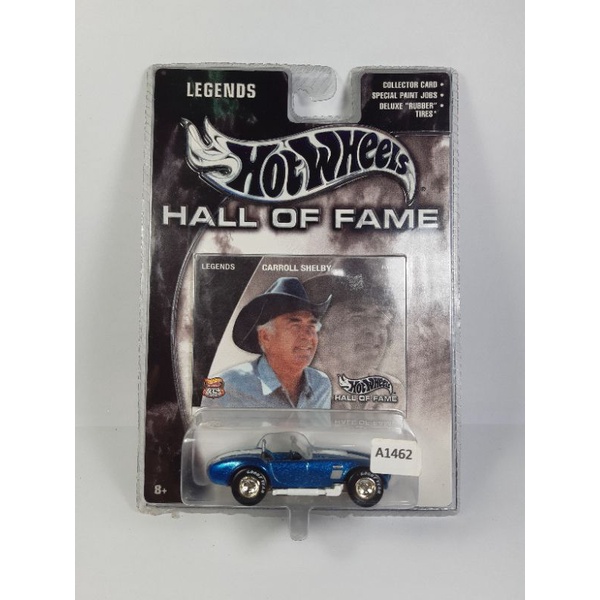 LEGENDS
COLLECTOR CARD •
SPECIAL PAINT JOBS •
DELUXE "RUBBER" •
TIRES*
HOT WHEELS
HALL OF FAME
LEGENDS
CARROLL SHELBY
HOT WHEELS
HALL OF FAME
A1462
8+